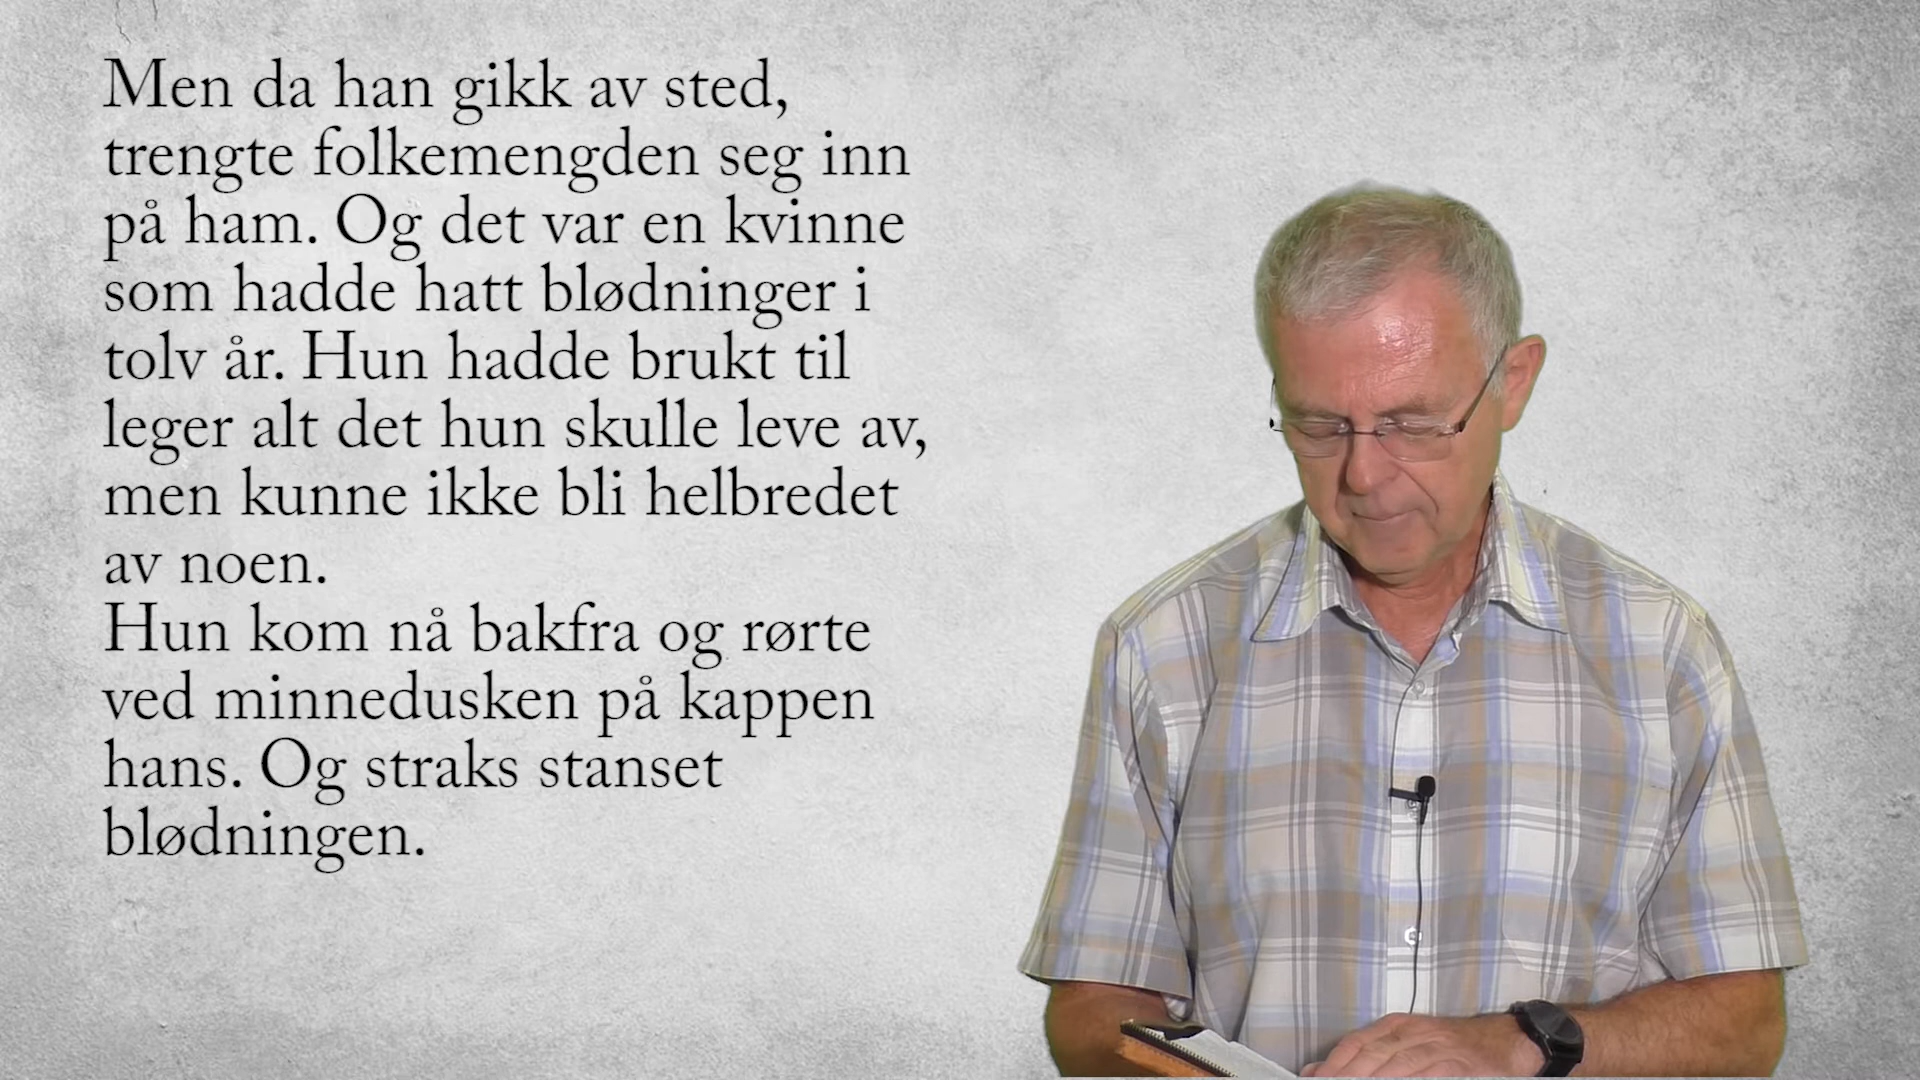 Men da han gikk av sted,
trengte folkemengden seg inn
på ham. Og det var en kvinne
som hadde hatt blødninger i
tolv år. Hun hadde brukt til
leger alt det hun skulle leve av,
men kunne ikke bli helbredet
av noen.
Hun kom nå bakfra og rørte
ved minnedusken på kappen
hans. Og straks stanset
blødningen.